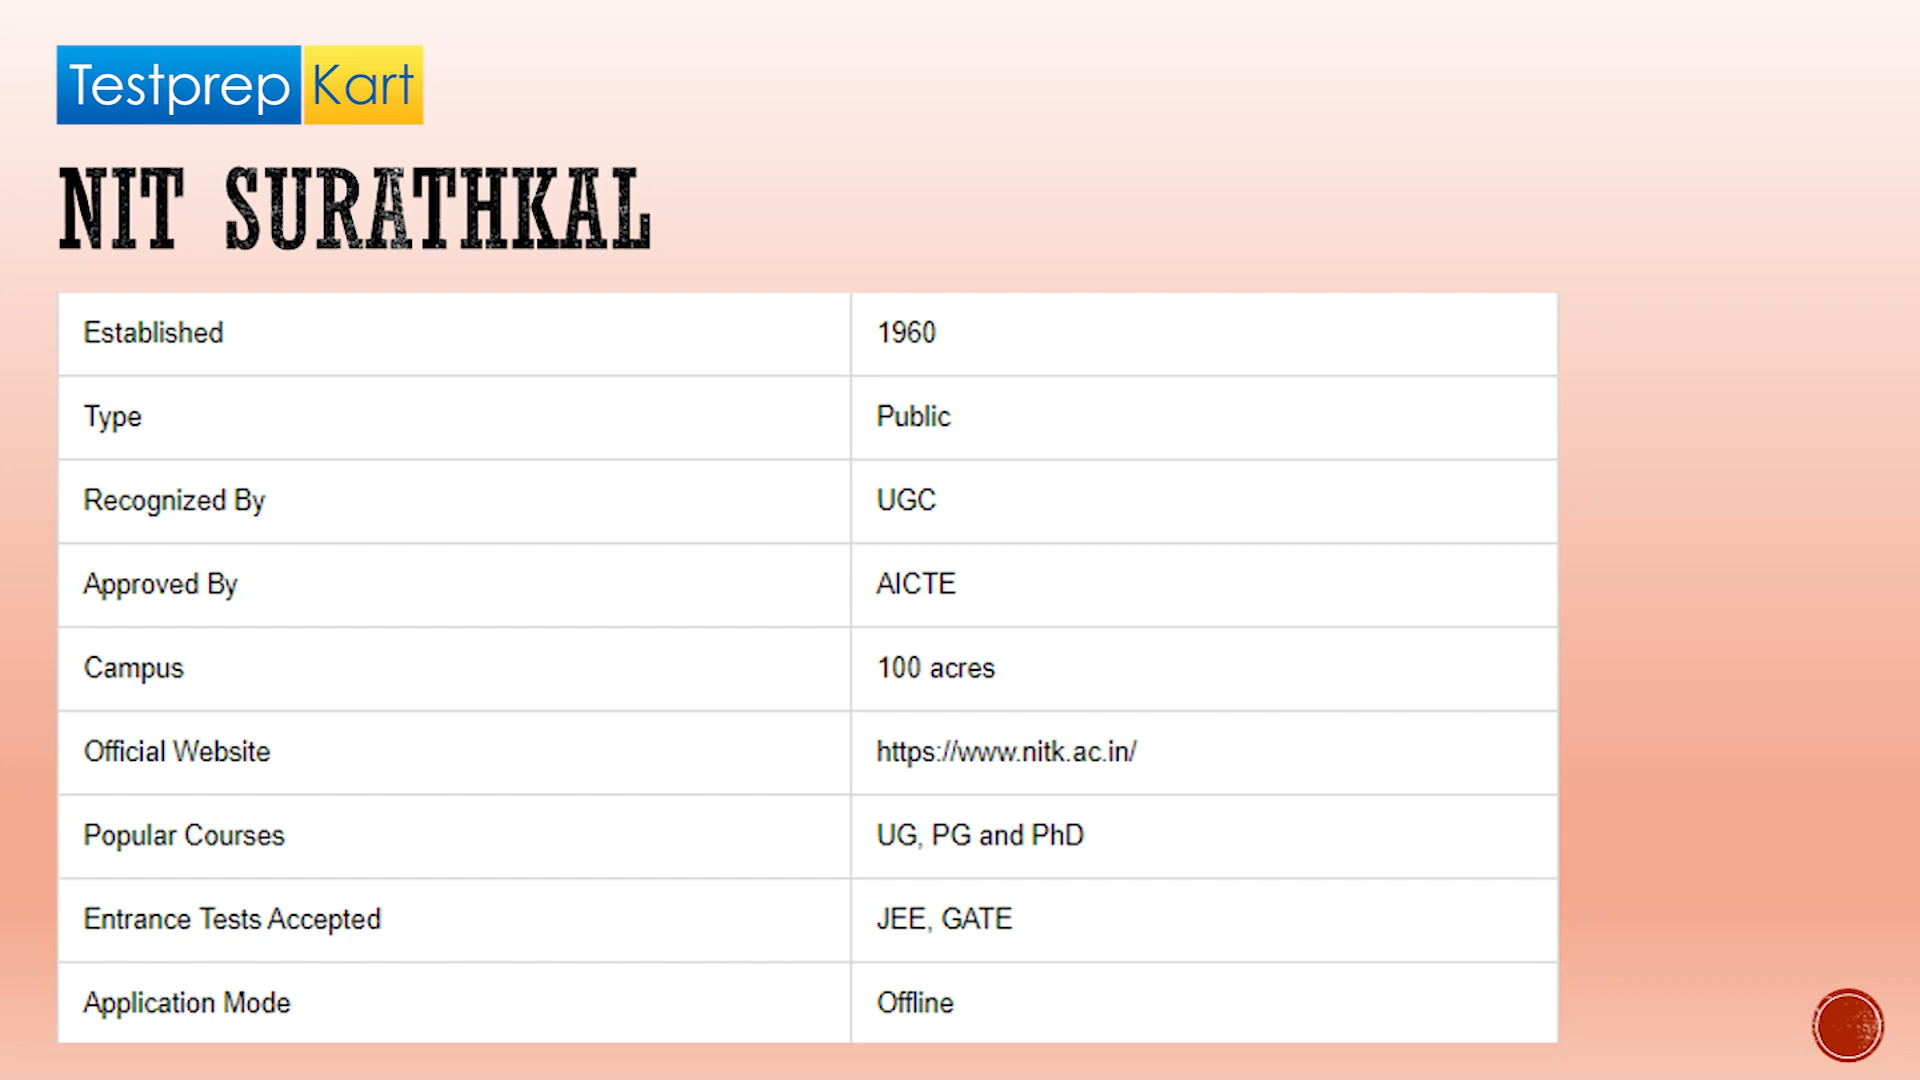 Testprep Kart
NIT SURATHKAL
Established 1960
Type Public
Recognized By UGC
Approved By AICTE
Campus 100 acres
Official Website https://www.nitk.ac.in/
Popular Courses UG, PG and PhD
Entrance Tests Accepted JEE, GATE
Application Mode Offline